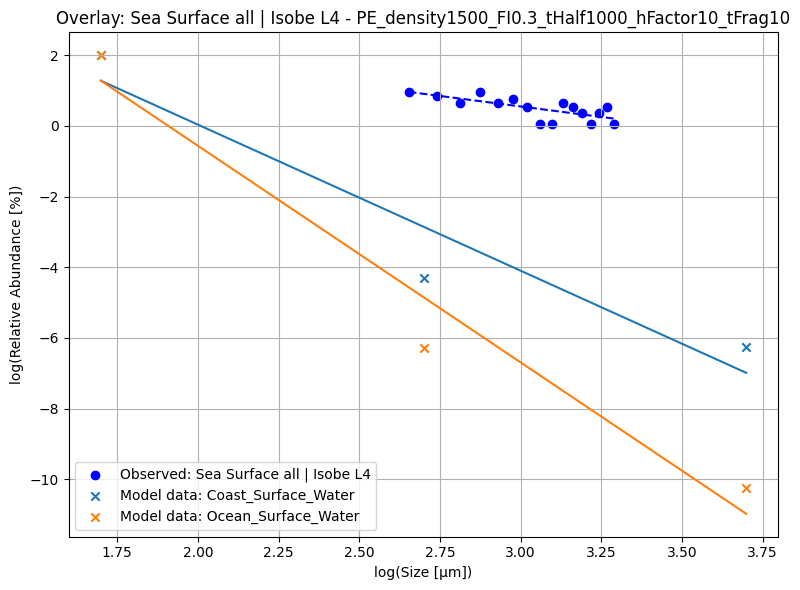 Overlay: Sea Surface all | Isobe L4 - PE_density1500_FI0.3_tHalf1000_hFactor10_tFrag10
log(Relative Abundance [%])
2
0
−2
−4
−6
−8
−10
Observed: Sea Surface all | Isobe L4
Model data: Coast_Surface_Water
Model data: Ocean_Surface_Water
1.75 2.00 2.25 2.50 2.75 3.00 3.25 3.50 3.75
log(Size [μm])